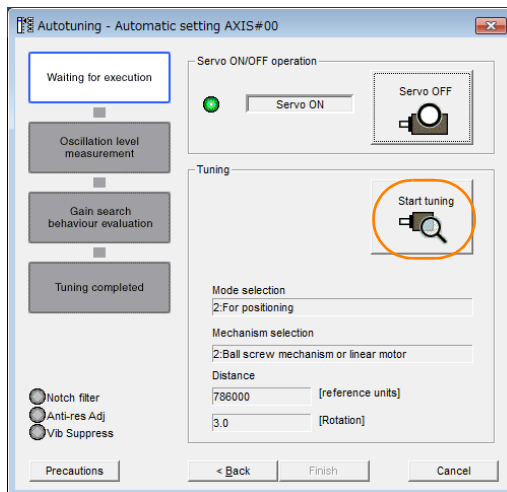 Autotuning - Automatic setting AXIS#00
Waiting for execution
Oscillation level
measurement
Gain search
behaviour evaluation
Tuning completed
Notch filter
Anti-res Adj
Vib Suppress
Servo ON/OFF operation
Servo ON
Servo OFF
Tuning
Start tuning
Mode selection
2:For positioning
Mechanism selection
2:Ball screw mechanism or linear motor
Distance
786000 [reference units]
3.0 [Rotation]
Precautions < Back Finish Cancel